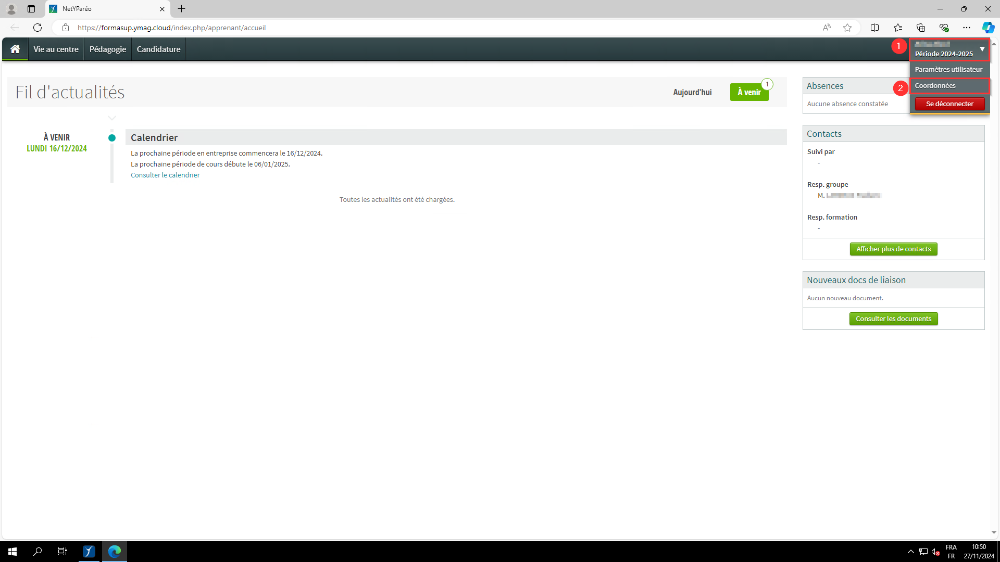 NetYParéo
https://formasup.ymag.cloud/index.php/apprenant/accueil
Vie au centre
Pédagogie
Candidature
1
Période 2024-2025
Paramètres utilisateur
2
Coordonnées
Se déconnecter
Fil d'actualités
Aujourd'hui
À venir
1
À VENIR
LUNDI 16/12/2024
Calendrier
La prochaine période en entreprise commencera le 16/12/2024.
La prochaine période de cours débute le 06/01/2025.
Consulter le calendrier
Toutes les actualités ont été chargées.
Absences
Aucune absence constatée
Contacts
Suivi par
-
Resp. groupe
M.
Resp. formation
-
Afficher plus de contacts
Nouveaux docs de liaison
Aucun nouveau document.
Consulter les documents
FRA
FR
10:50
27/11/2024